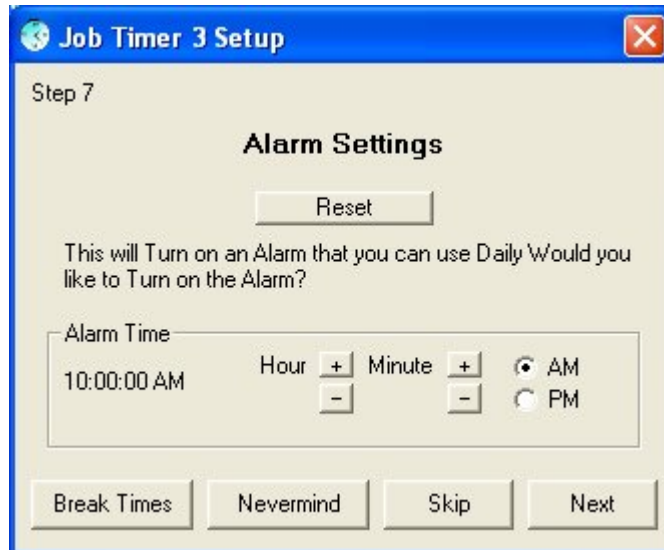 Job Timer 3 Setup
Step 7
Alarm Settings
Reset
This will Turn on an Alarm that you can use Daily Would you
like to Turn on the Alarm?
Alarm Time
10:00:00 AM
Hour + Minute + AM
- - PM
Break Times Nevermind Skip Next